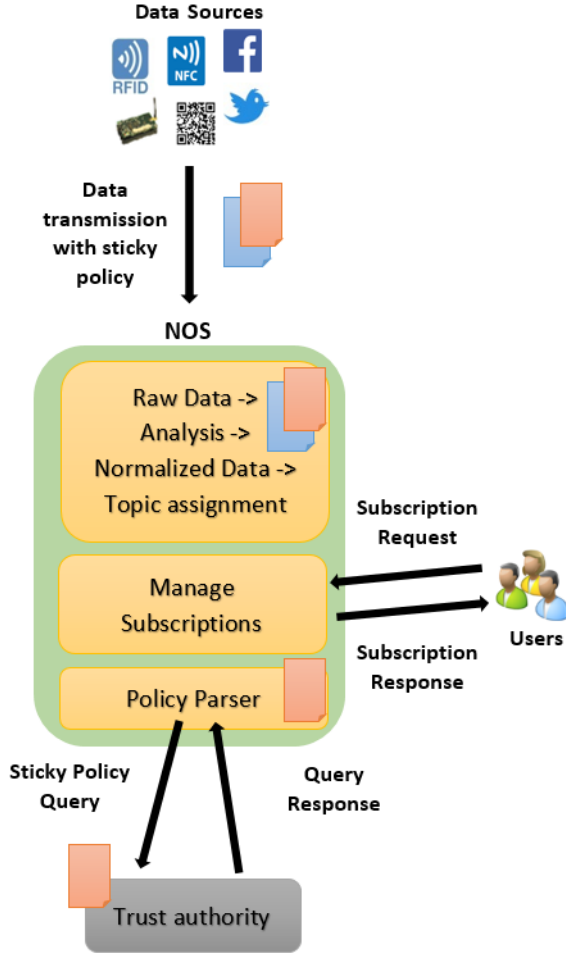 Data Sources
RFID
NFC
Data
transmission
with sticky
policy
NOS
Raw Data ->
Analysis ->
Normalized Data ->
Topic assignment
Subscription
Request
Manage
Subscriptions
Users
Subscription
Response
Policy Parser
Sticky Policy
Query
Query
Response
Trust authority